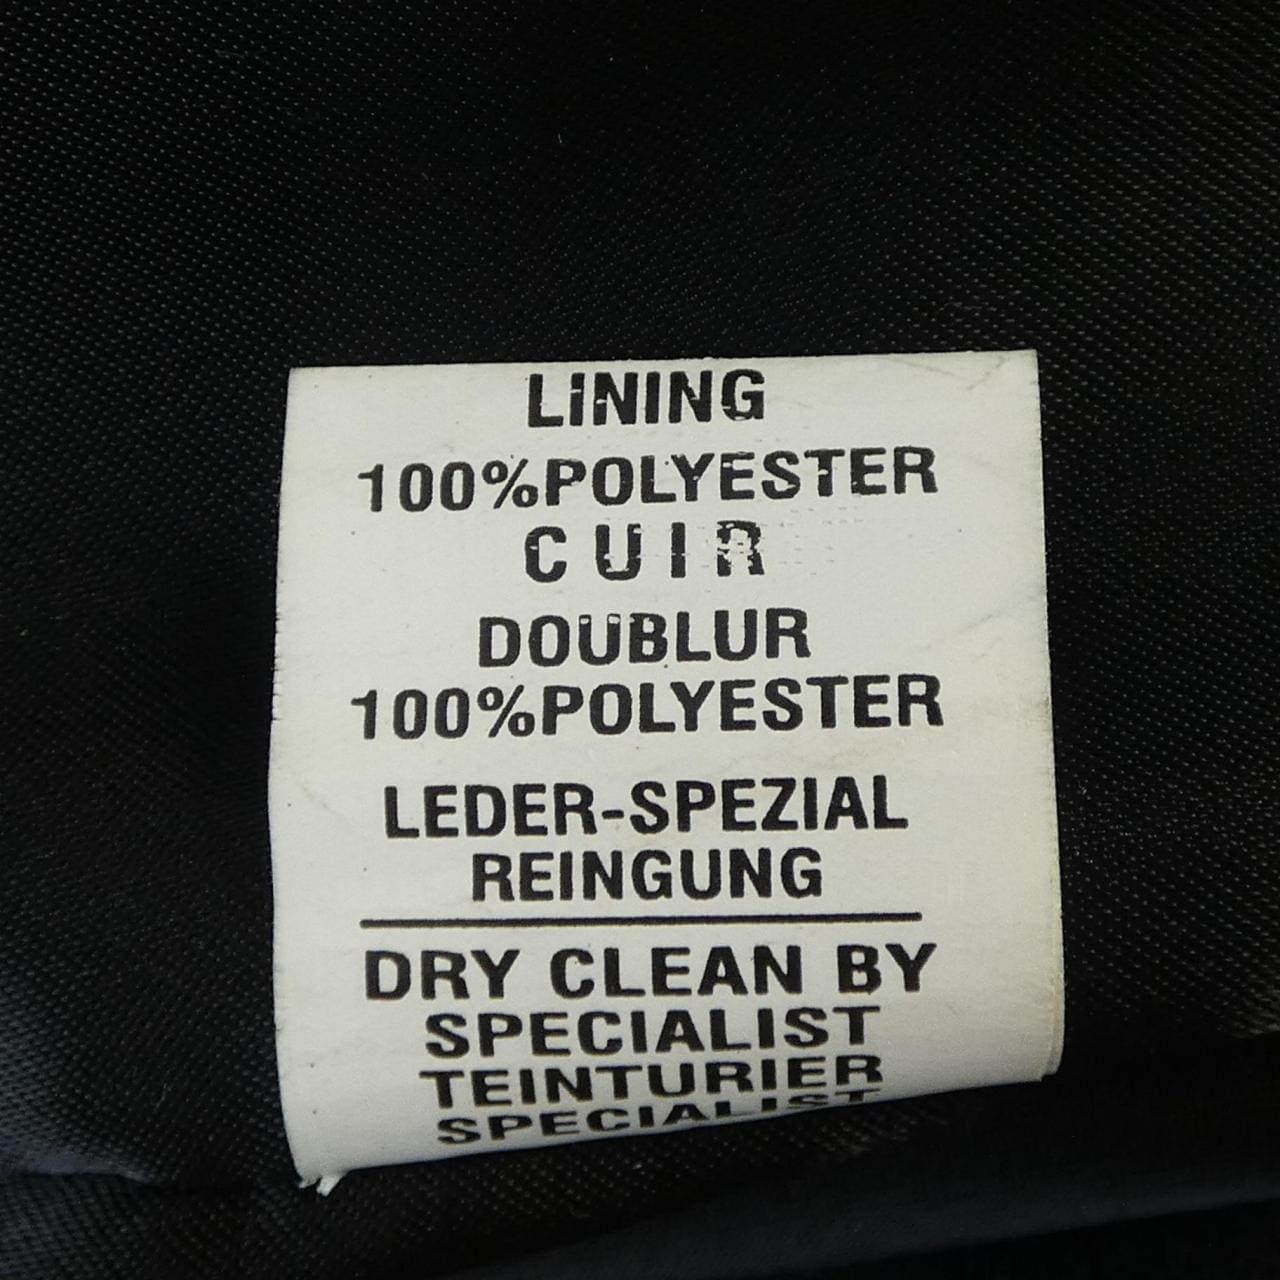 LINING
100%POLYESTER
CUIR
DOUBLUR
100%POLYESTER
LEDER-SPEZIAL
REINGUNG
DRY CLEAN BY
SPECIALIST
TEINTURIER
SPECIALIST